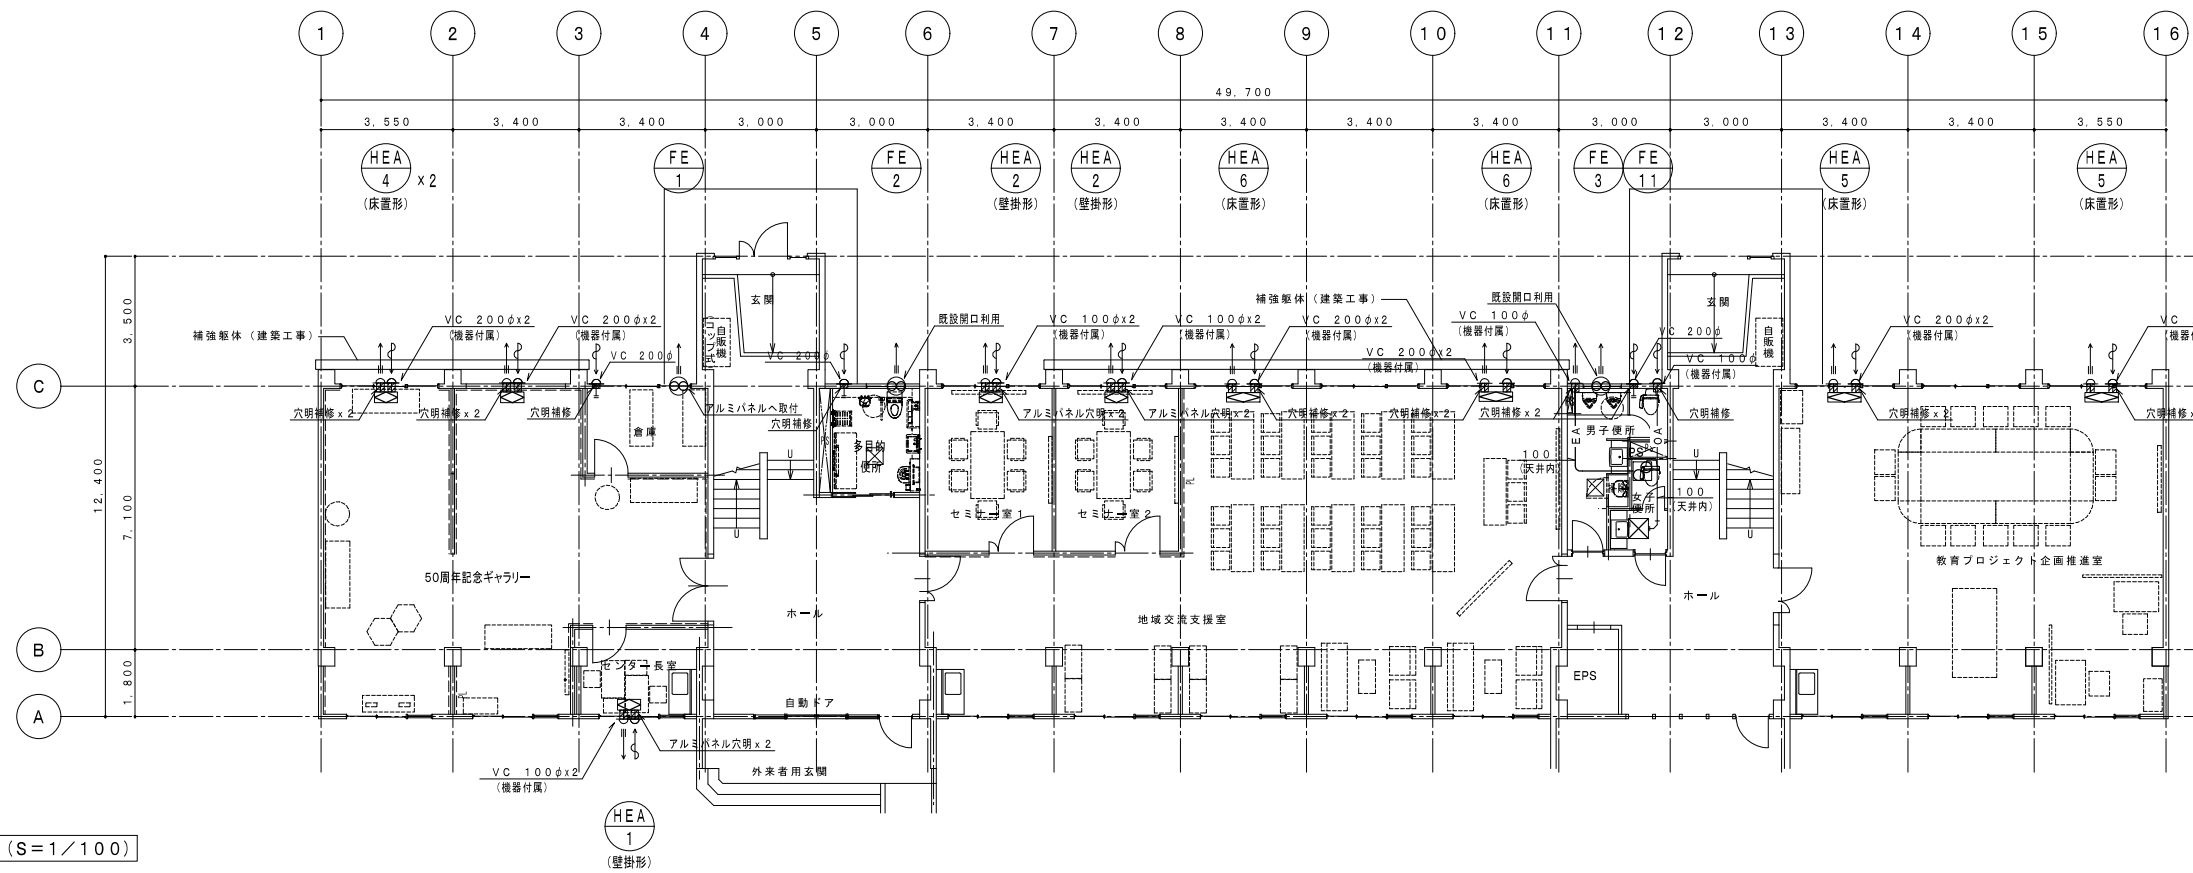 1 2 3 4 5 6 7 8 9 10 11 12 13 14 15 16
49,700
3,550 3,400 3,400 3,000 3,000 3,400 3,400 3,400 3,400 3,400 3,000 3,000 3,400 3,400 3,550
HEA
4
x2
(床置形)
FE
1
FE
2
HEA
2
(壁掛形)
HEA
2
(壁掛形)
HEA
6
(床置形)
HEA
6
(床置形)
FE
3
FE
11
HEA
5
(床置形)
HEA
5
(床置形)
3,500
12,400
7,100
1,800
C
B
A
補強躯体（建築工事）
VC 200φx2
(機器付属)
VC 200φx2
(機器付属)
VC 200φ
玄関
自販機
コップ式
VC 200φ
既設開口利用
VC 100φx2
(機器付属)
VC 100φx2
(機器付属)
補強躯体（建築工事）
VC 200φx2
(機器付属)
VC 200φx2
(機器付属)
既設開口利用
VC 100φ
(機器付属)
VC 200φ
VC 100φ
(機器付属)
玄関
自販機
VC 200φx2
(機器付属)
VC
穴明補修x2
穴明補修x2
穴明補修
アルミパネルへ取付
穴明補修
アルミパネル穴明x2
アルミパネル穴明x2
穴明補修x2
穴明補修x2
穴明補修
穴明補修x2
穴明補修x
倉庫
多目的
便所
PS
U
U
セミナー室1
セミナー室2
PL
EA
OA
男子便所
PS
100
(天井内)
女子
便所
100
(天井内)
U
U
50周年記念ギャラリー
ホール
地域交流支援室
ホール
教育プロジェクト企画推進室
センター長室
PL
EPS
自動ドア
アルミパネル穴明x2
VC 100φx2
(機器付属)
外来者用玄関
HEA
1
(壁掛形)
(S=1/100)